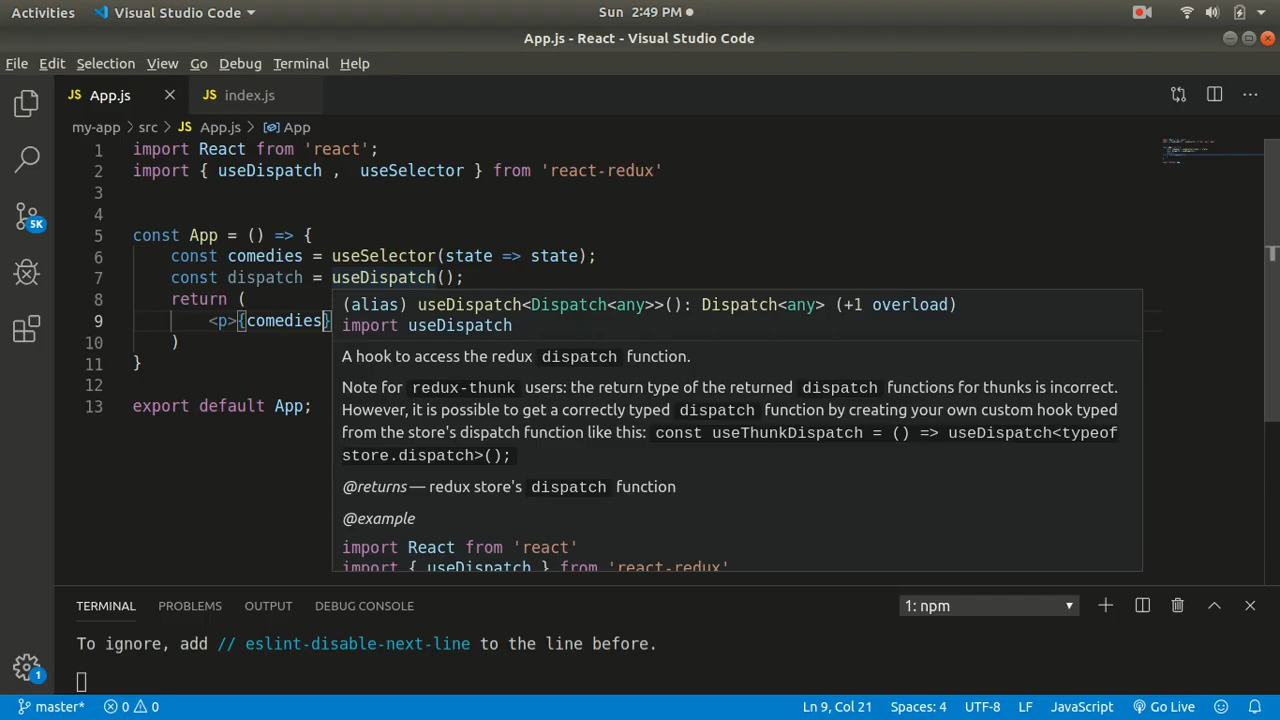 Activities Visual Studio Code Sun 2:49 PM
App.js - React - Visual Studio Code
File Edit Selection View Go Debug Terminal Help
JS App.js JS index.js
my-app > src > JS App.js > App
1 import React from 'react';
2 import { useDispatch , useSelector } from 'react-redux'
3
4
5 const App = () => {
6 const comedies = useSelector(state => state);
7 const dispatch = useDispatch();
8 return (
9 <p>{comedies}
10 )
11 }
12
13 export default App;
(alias) useDispatch<Dispatch<any>>(): Dispatch<any> (+1 overload)
import useDispatch
A hook to access the redux dispatch function.
Note for redux-thunk users: the return type of the returned dispatch functions for thunks is incorrect.
However, it is possible to get a correctly typed dispatch function by creating your own custom hook typed
from the store's dispatch function like this: const useThunkDispatch = () => useDispatch<typeof
store.dispatch>();
@returns — redux store's dispatch function
@example
import React from 'react'
import { useDispatch } from 'react-redux'
5K
1
TERMINAL PROBLEMS OUTPUT DEBUG CONSOLE 1: npm
To ignore, add // eslint-disable-next-line to the line before.
master* 0 0 Ln 9, Col 21 Spaces: 4 UTF-8 LF JavaScript Go Live